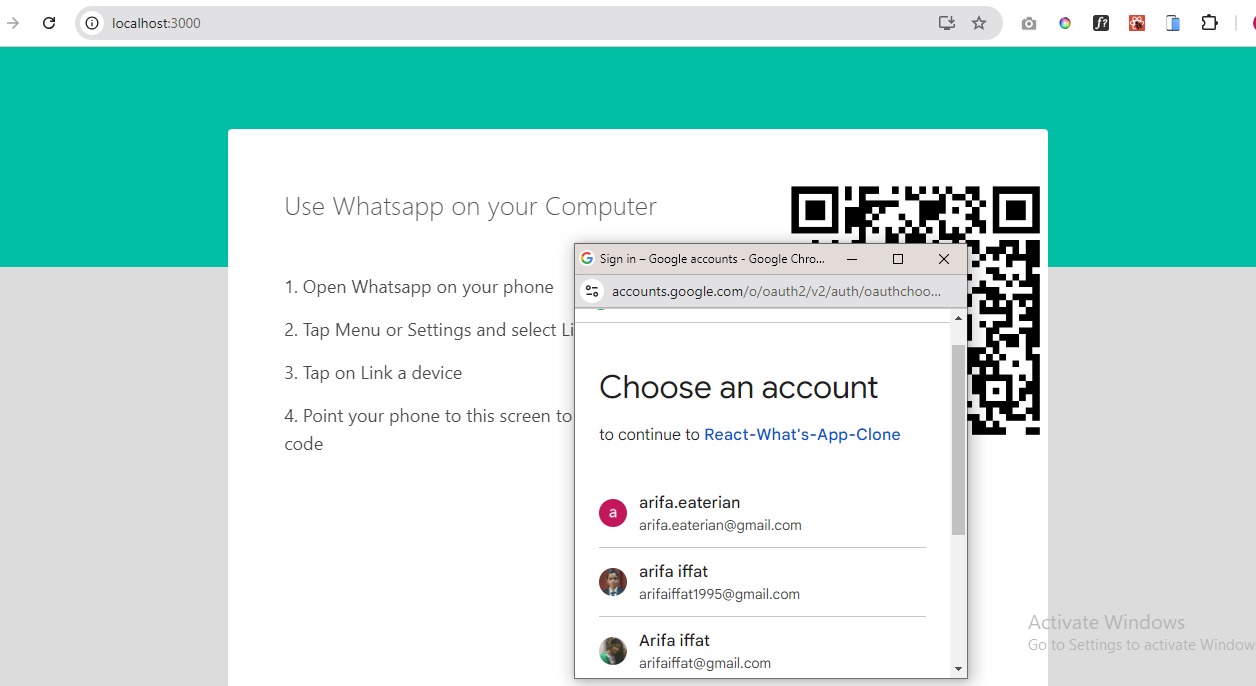 localhost:3000
Use Whatsapp on your Computer
1. Open Whatsapp on your phone
2. Tap Menu or Settings and select Li
3. Tap on Link a device
4. Point your phone to this screen to
code
Sign in – Google accounts - Google Chro...
accounts.google.com/o/oauth2/v2/auth/oauthchoo...
Choose an account
to continue to React-What's-App-Clone
a
arifa.eaterian
arifa.eaterian@gmail.com
arifa iffat
arifaiffat1995@gmail.com
Arifa iffat
arifaiffat@gmail.com
Activate Windows
Go to Settings to activate Window